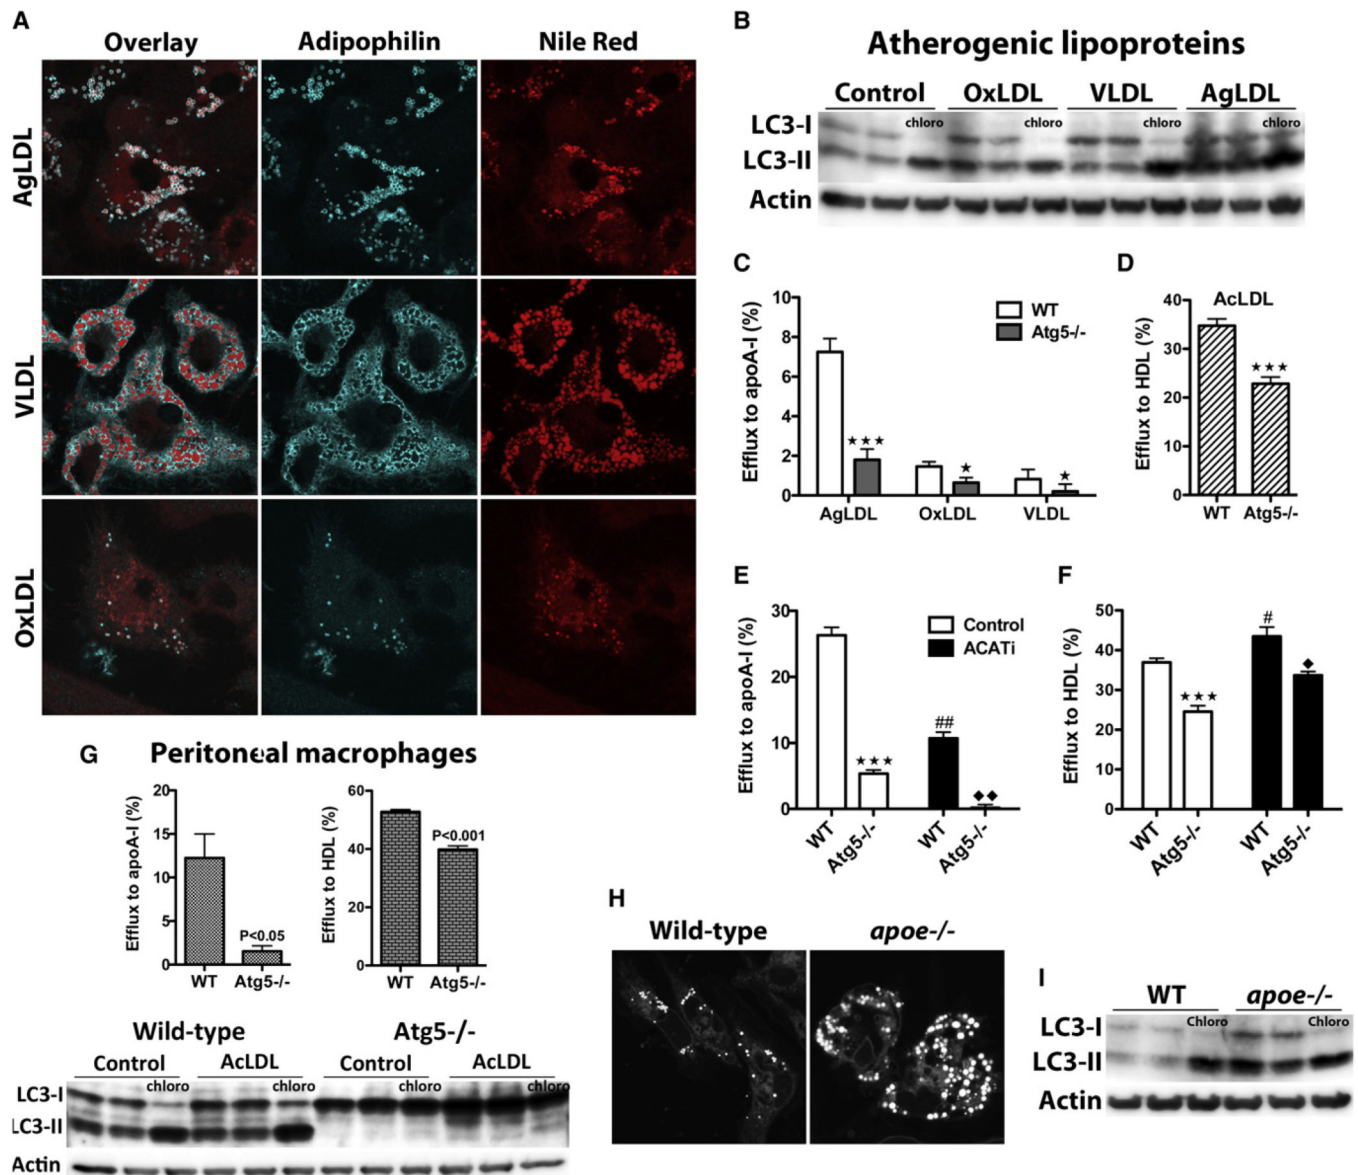 A
Overlay
Adipophilin
Nile Red
AgLDL
VLDL
OxLDL
B
Atherogenic lipoproteins
Control OxLDL VLDL AgLDL
chloro chloro chloro chloro
LC3-I
LC3-II
Actin
C
Efflux to apoA-I (%)
10
8
6
4
2
0
WT
Atg5-/-
★★★
★
★
AgLDL OxLDL VLDL
D
AcLDL
Efflux to HDL (%)
40
30
20
10
0
★★★
WT Atg5-/-
E
Efflux to apoA-I (%)
30
20
10
0
Control
ACATi
★★★
##
◆◆
WT Atg5-/- WT Atg5-/-
F
Efflux to HDL (%)
50
40
30
20
10
0
★★★
#
◆
WT Atg5-/- WT Atg5-/-
G
Peritoneal macrophages
Efflux to apoA-I (%)
20
15
10
5
0
P<0.05
WT Atg5-/-
Efflux to HDL (%)
60
40
20
0
P<0.001
WT Atg5-/-
Wild-type Atg5-/-
Control AcLDL Control AcLDL
chloro chloro chloro chloro
LC3-I
LC3-II
Actin
H
Wild-type
apoe-/-
I
WT apoe-/-
Chloro Chloro
LC3-I
LC3-II
Actin